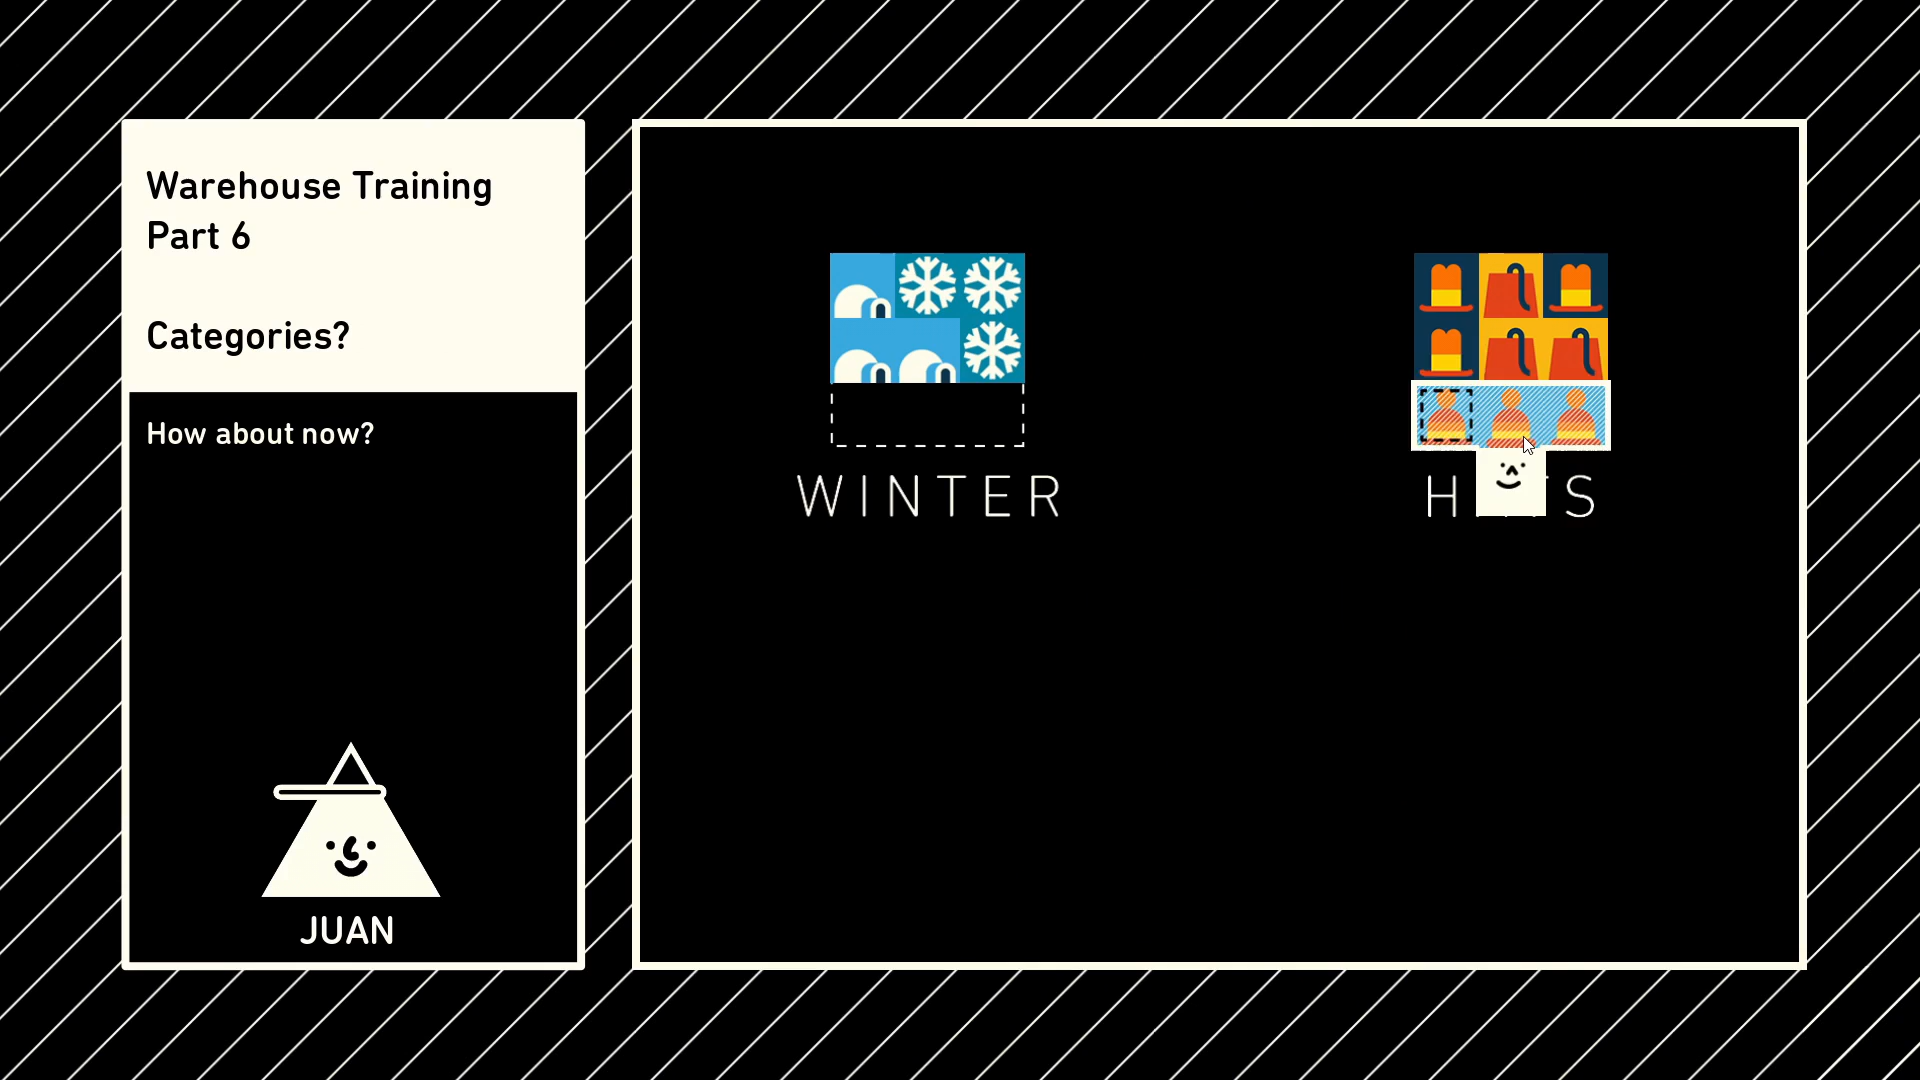 Warehouse Training
Part 6
Categories?
How about now?
JUAN
WINTER
H S